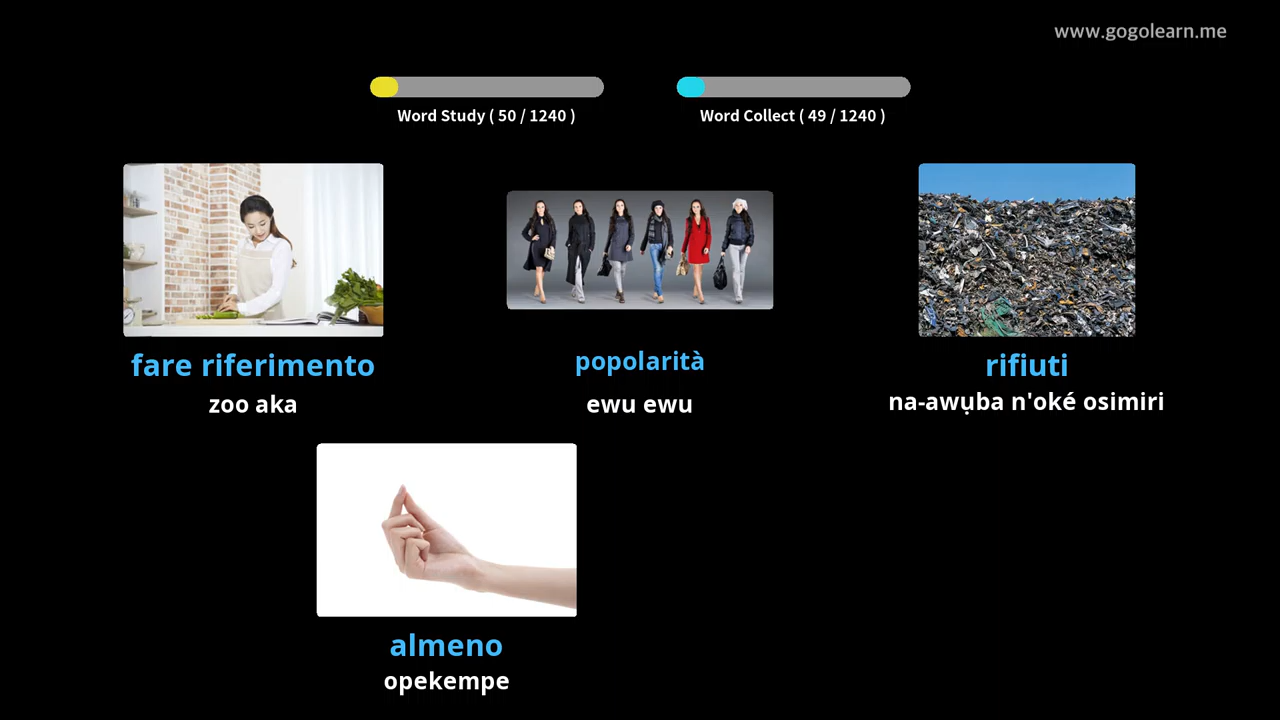 www.gogolearn.me
Word Study ( 50 / 1240 )
Word Collect ( 49 / 1240 )
fare riferimento
zoo aka
popolarità
ewu ewu
rifiuti
na-awụba n'oké osimiri
almeno
opekempe